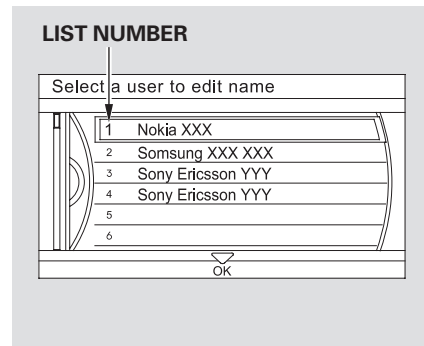 LIST NUMBER
Select a user to edit name
1 Nokia XXX
2 Somsung XXX XXX
3 Sony Ericsson YYY
4 Sony Ericsson YYY
5
6
OK